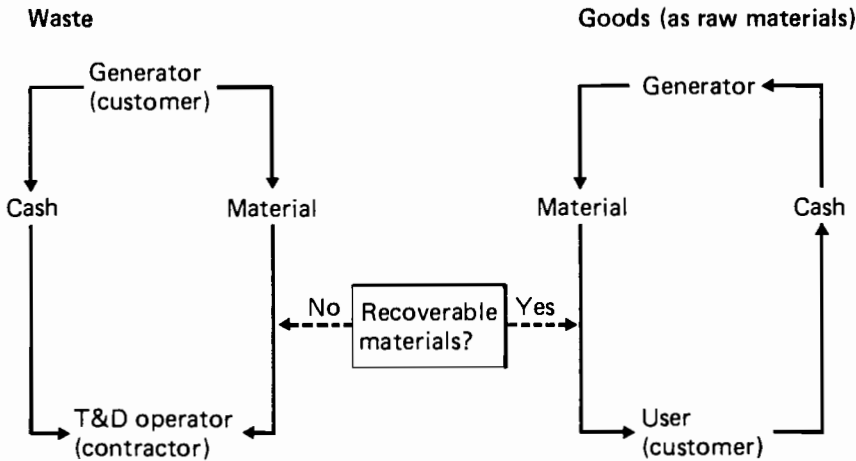 Waste
Goods (as raw materials)
Generator
(customer)
Generator
Cash
Material
Material
Cash
No
Recoverable
materials?
Yes
T&D operator
(contractor)
User
(customer)